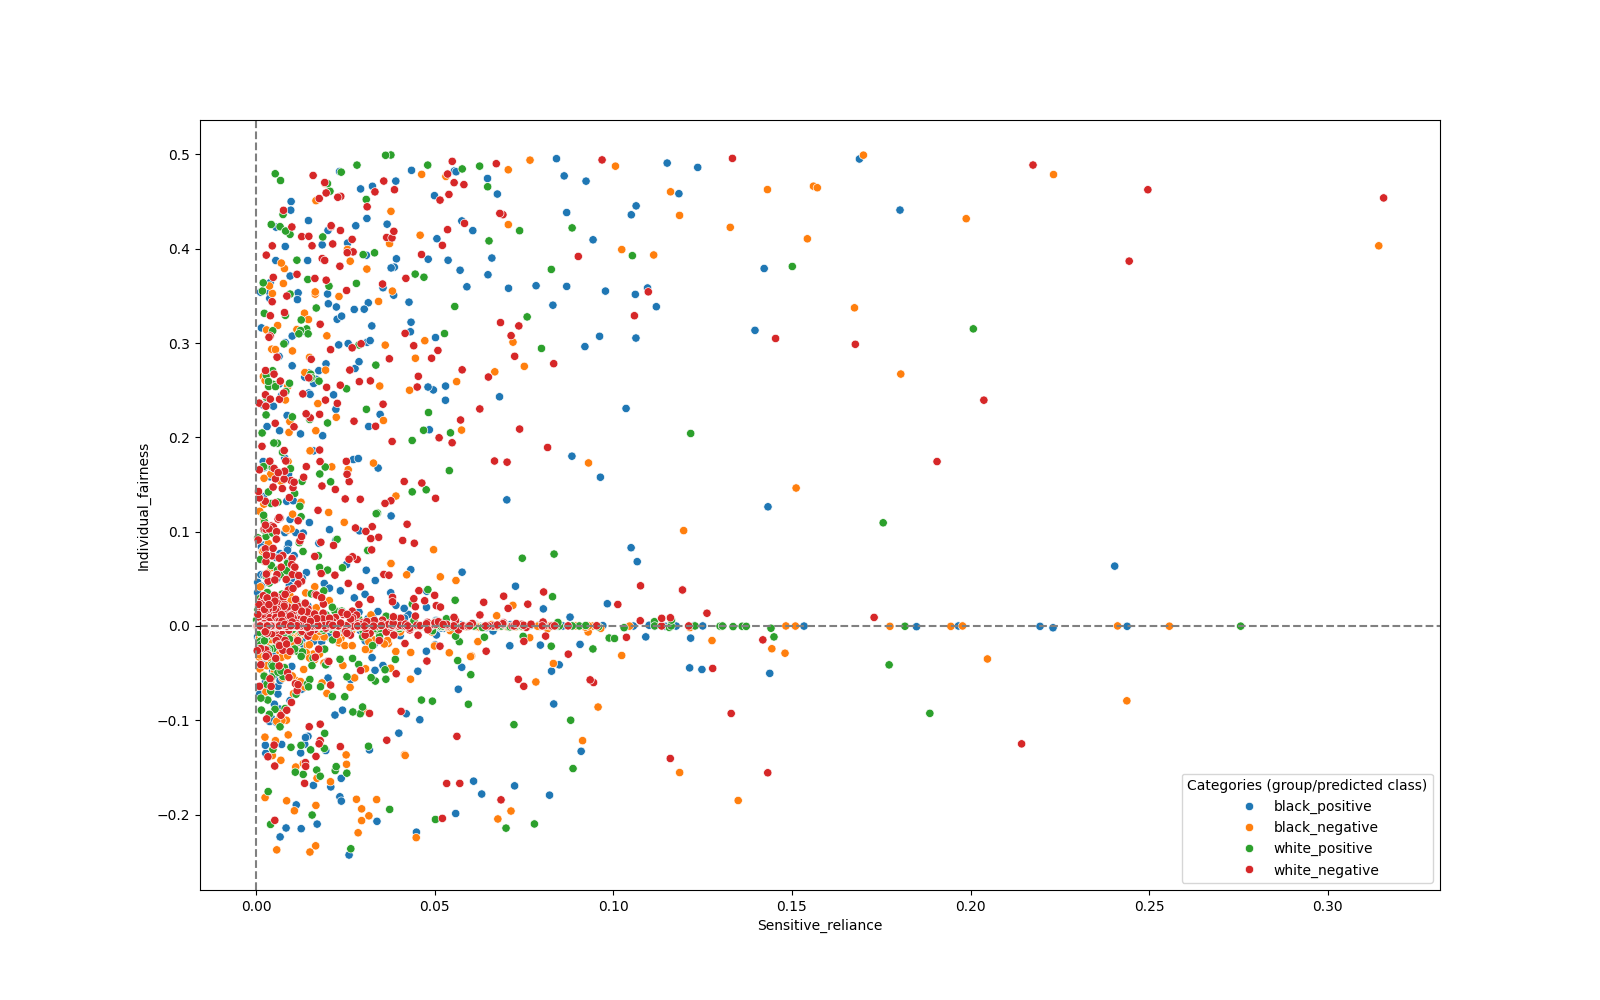 0.5
0.4
0.3
0.2
0.1
0.0
−0.1
−0.2
Individual_fairness
0.00 0.05 0.10 0.15 0.20 0.25 0.30
Sensitive_reliance
Categories (group/predicted class)
black_positive
black_negative
white_positive
white_negative